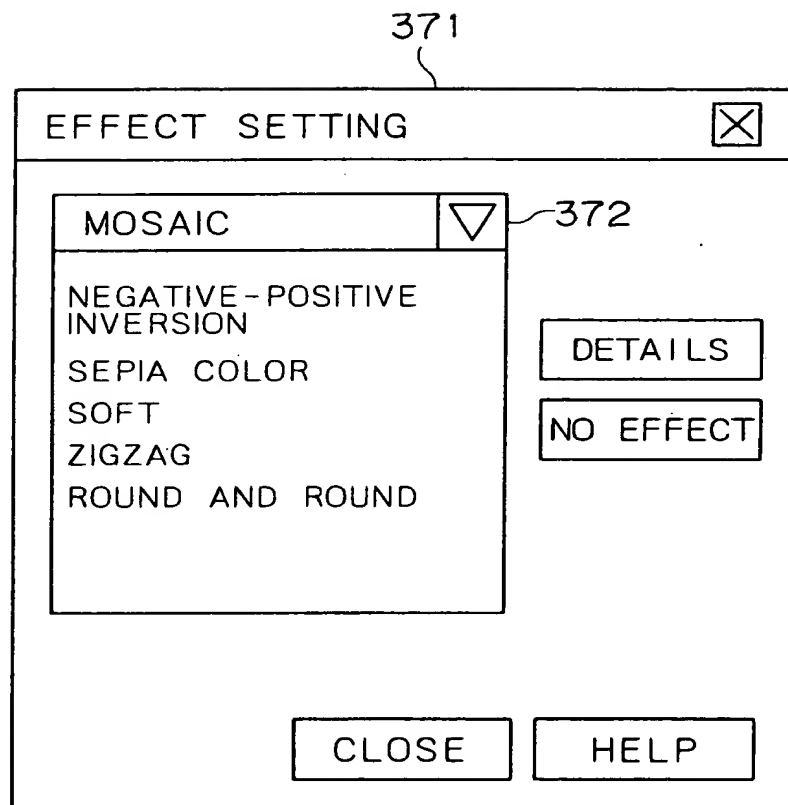 371
EFFECT SETTING
MOSAIC
372
NEGATIVE-POSITIVE
INVERSION
SEPIA COLOR
SOFT
ZIGZAG
ROUND AND ROUND
DETAILS
NO EFFECT
CLOSE
HELP